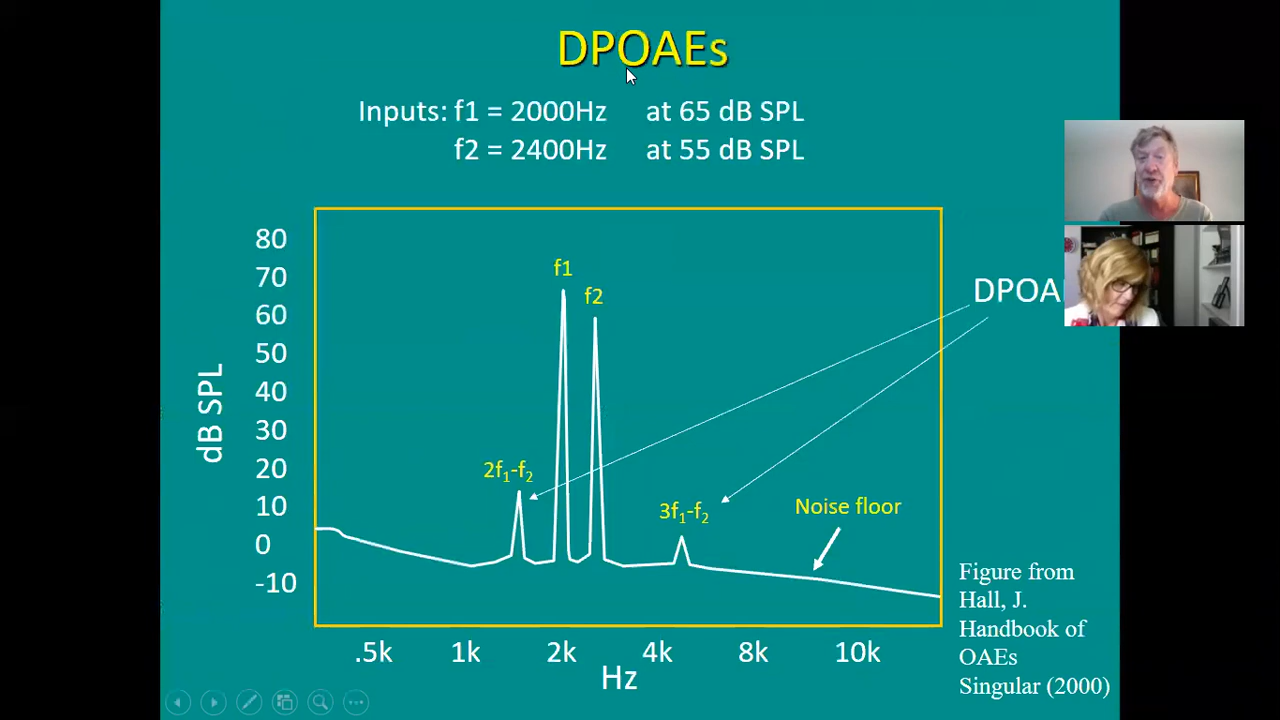 DPOAEs
Inputs: f1 = 2000Hz at 65 dB SPL
f2 = 2400Hz at 55 dB SPL
80
70
60
50
40
30
20
10
0
-10
dB SPL
f1
f2
2f₁-f₂
3f₁-f₂
Noise floor
.5k 1k 2k 4k 8k 10k
Hz
Figure from
Hall, J.
Handbook of
OAEs
Singular (2000)